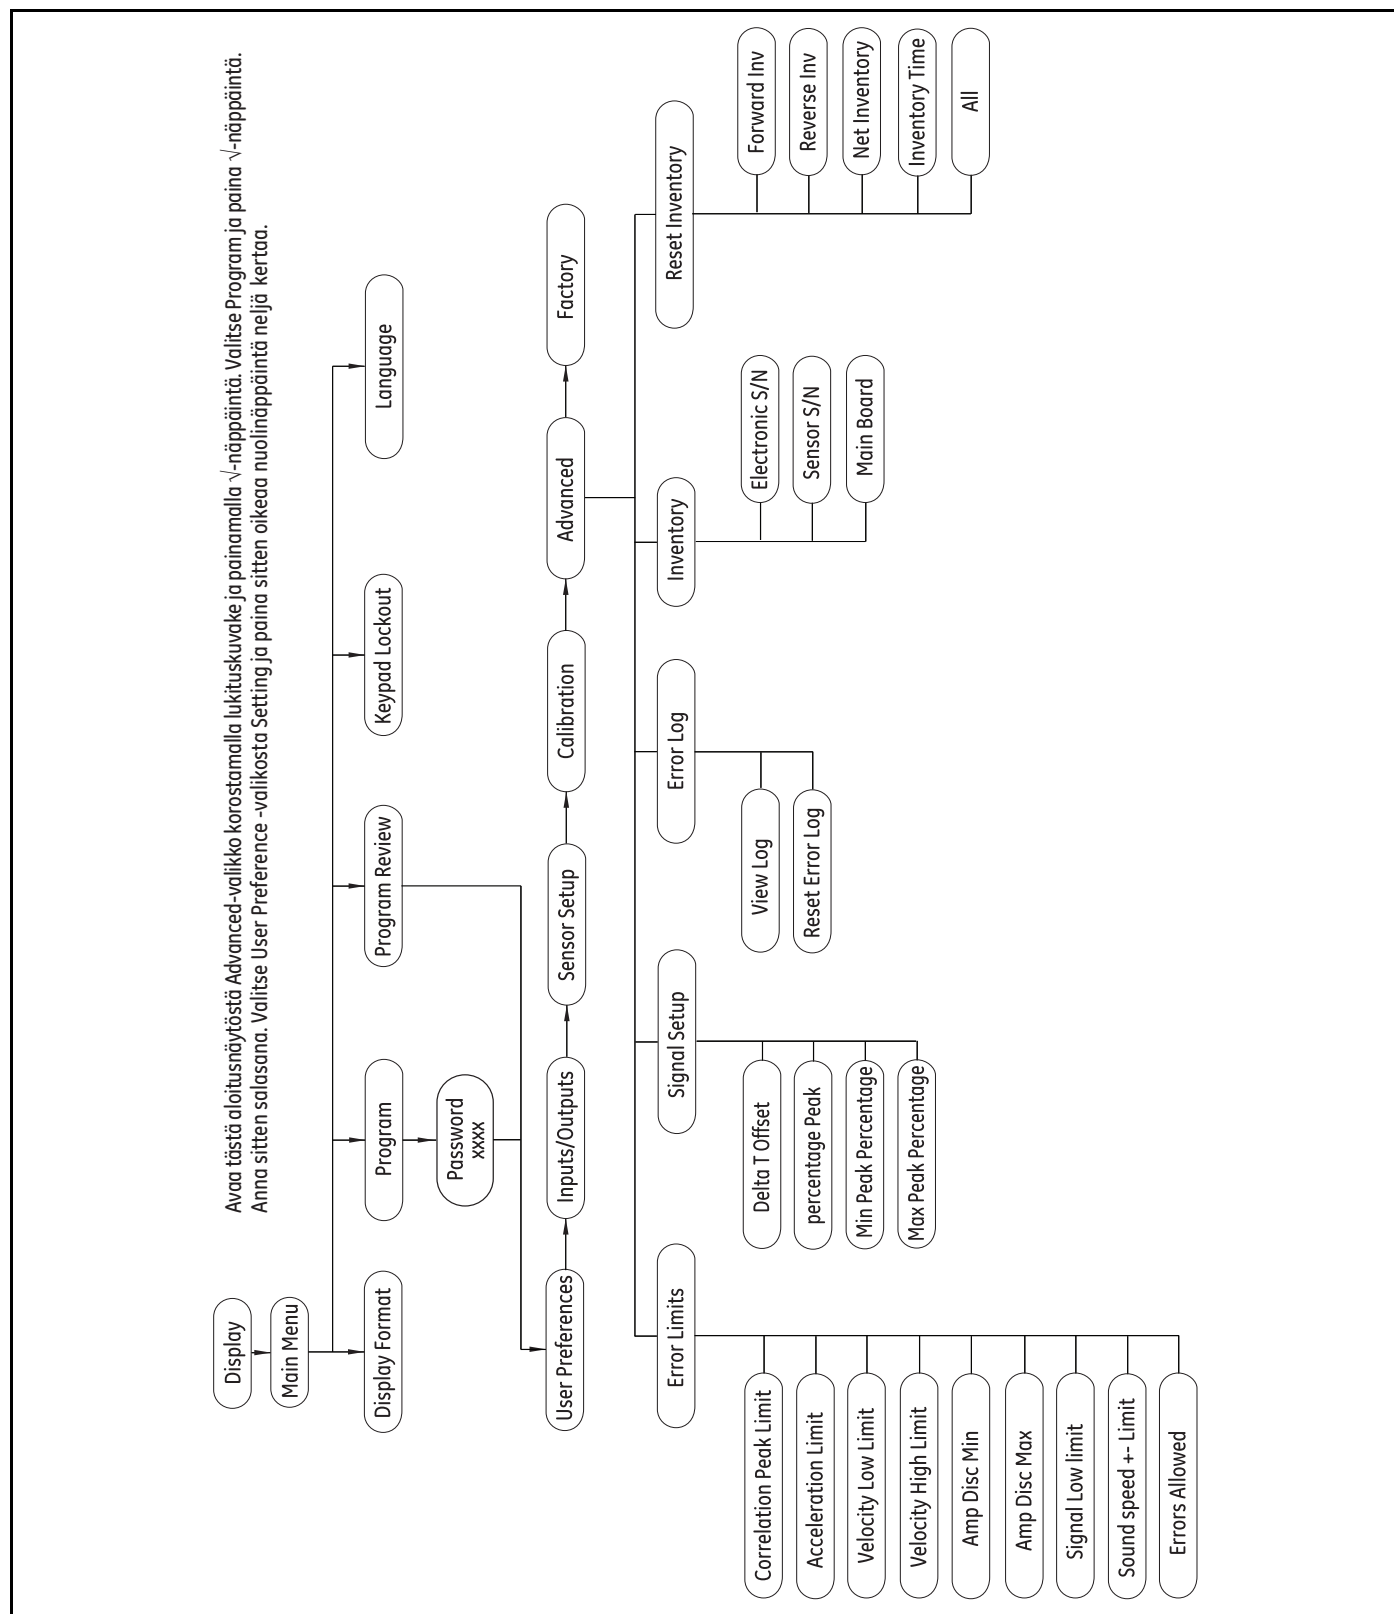 Avaa tästä aloitusnäytöstä Advanced-valikko korostamalla lukituskuvake ja painamalla √-näppäintä. Valitse Program ja paina √-näppäintä.
Anna sitten salasana. Valitse User Preference -valikosta Setting ja paina sitten oikeaa nuolinäppäintä neljä kertaa.
Display
Main Menu
Display Format
Program
Program Review
Keypad Lockout
Language
Password
xxxx
User Preferences
Inputs/Outputs
Sensor Setup
Calibration
Advanced
Factory
Error Limits
Signal Setup
Error Log
Inventory
Reset Inventory
Correlation Peak Limit
Acceleration Limit
Velocity Low Limit
Velocity High Limit
Amp Disc Min
Amp Disc Max
Signal Low limit
Sound speed +- Limit
Errors Allowed
Delta T Offset
percentage Peak
Min Peak Percentage
Max Peak Percentage
View Log
Reset Error Log
Electronic S/N
Sensor S/N
Main Board
Forward Inv
Reverse Inv
Net Inventory
Inventory Time
All